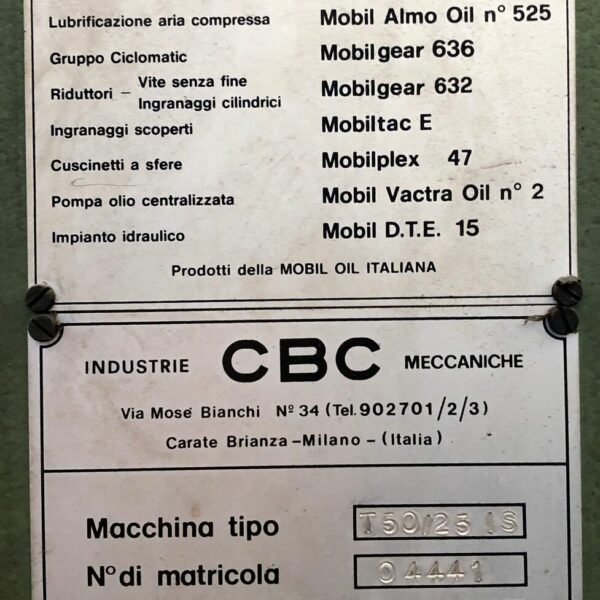 Lubrificazione aria compressa Mobil Almo Oil n° 525
Gruppo Ciclomatic Mobilgear 636
Riduttori – Vite senza fine Mobilgear 632
Ingranaggi cilindrici
Ingranaggi scoperti Mobiltac E
Cuscinetti a sfere Mobilplex 47
Pompa olio centralizzata Mobil Vactra Oil n° 2
Impianto idraulico Mobil D.T.E. 15
Prodotti della MOBIL OIL ITALIANA
INDUSTRIE CBC MECCANICHE
Via Mosè Bianchi N° 34 (Tel. 902701/2/3)
Carate Brianza – Milano – (Italia)
Macchina tipo T50/25 IS
N° di matricola 04441